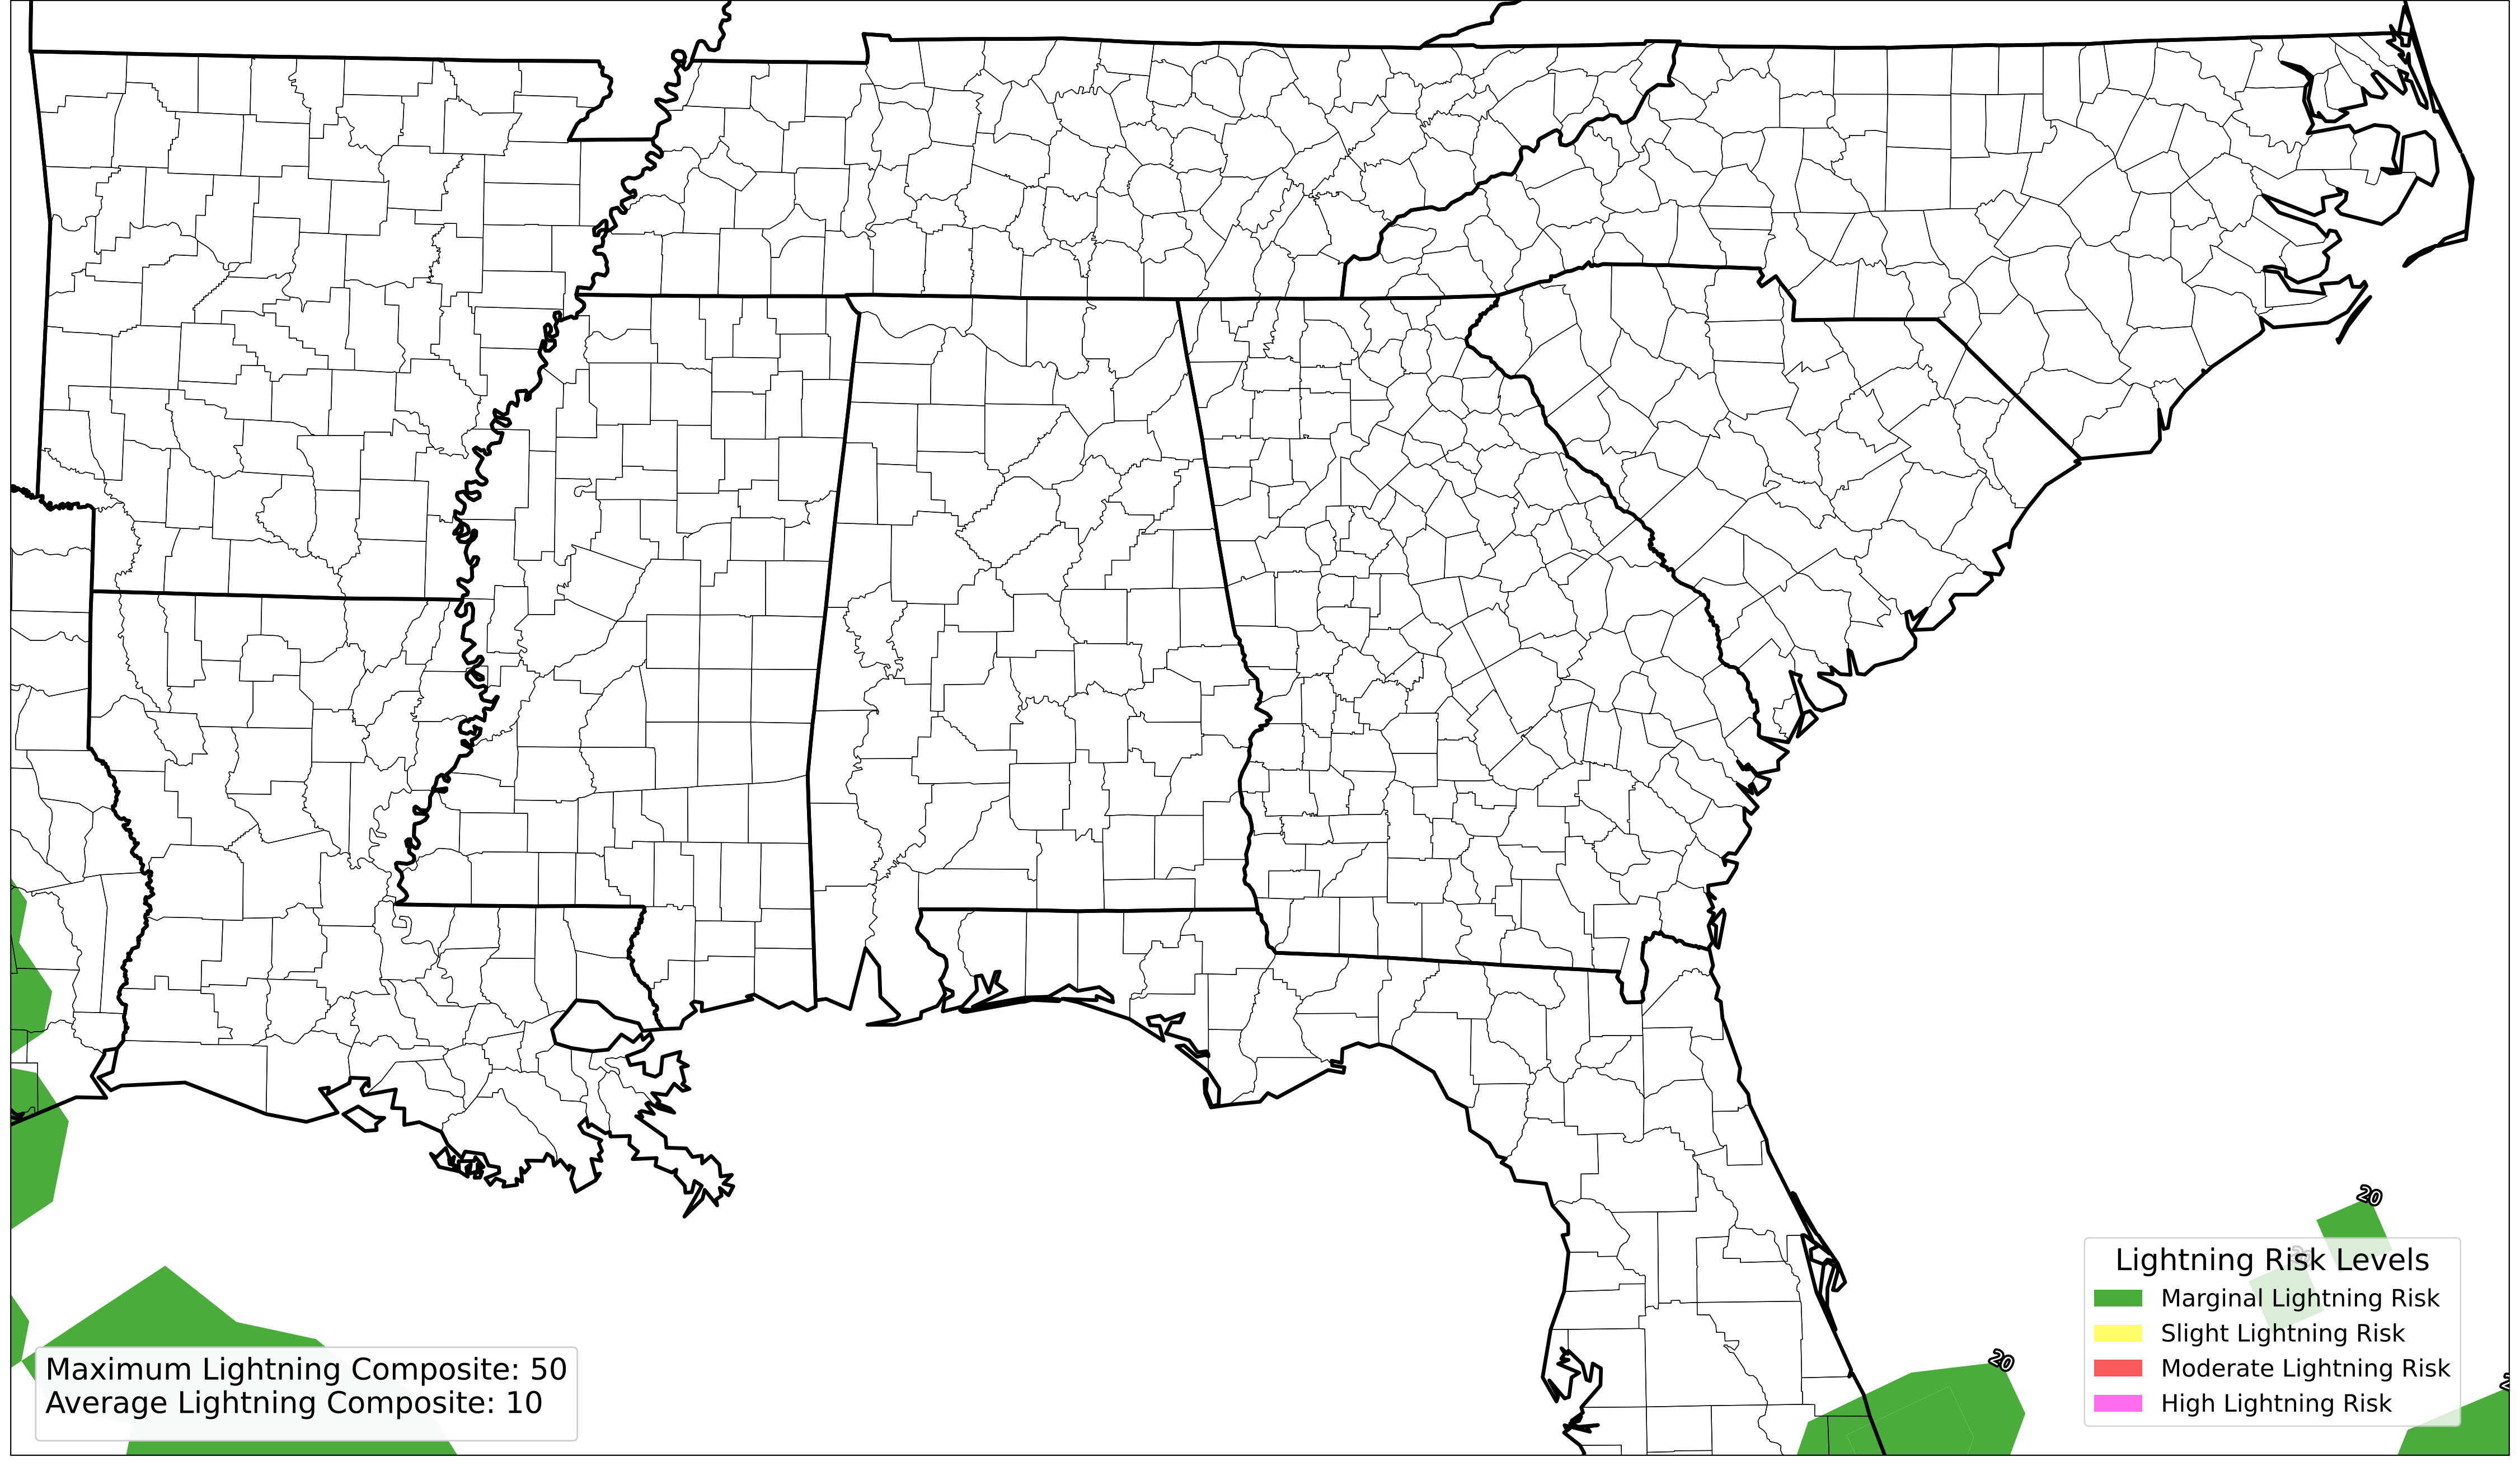 20
Lightning Risk Levels
Marginal Lightning Risk
Slight Lightning Risk
Moderate Lightning Risk
High Lightning Risk
Maximum Lightning Composite: 50
Average Lightning Composite: 10
20